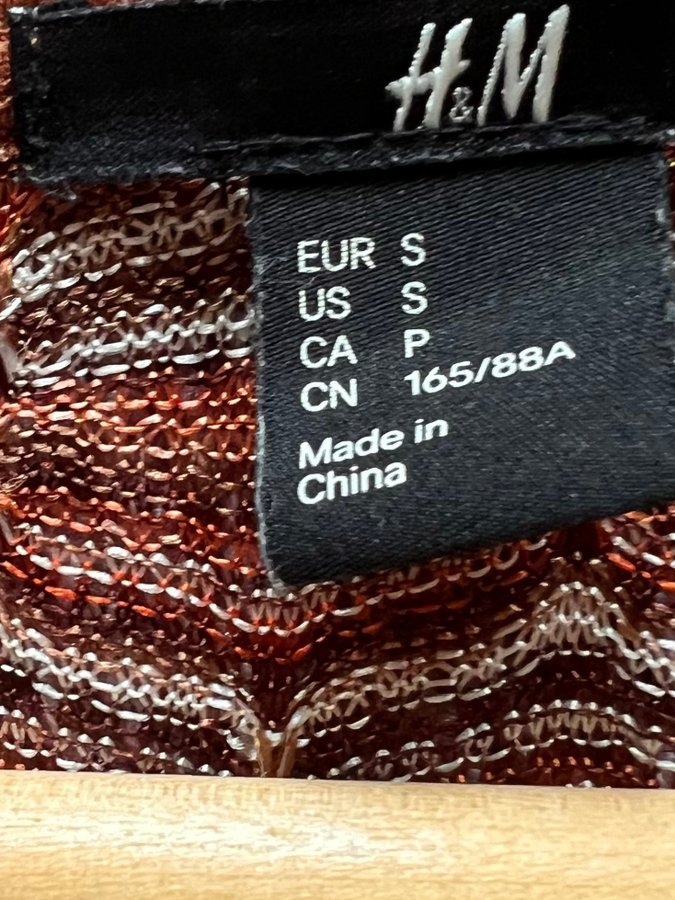 H&M
EUR S
US S
CA P
CN 165/88A
Made in
China